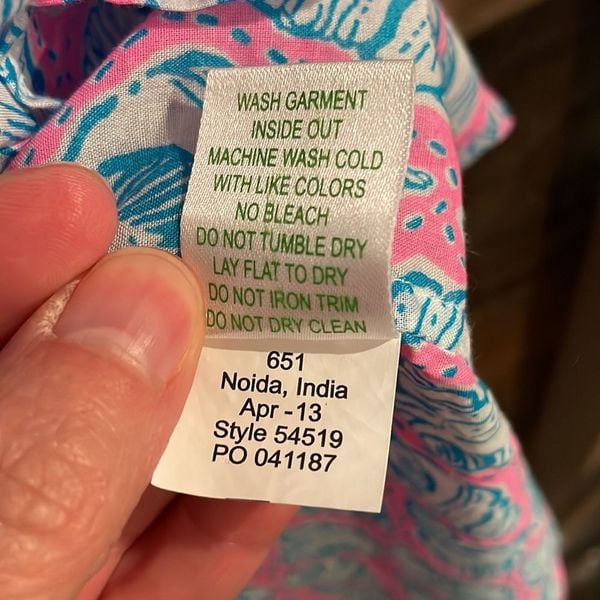 WASH GARMENT
INSIDE OUT
MACHINE WASH COLD
WITH LIKE COLORS
NO BLEACH
DO NOT TUMBLE DRY
LAY FLAT TO DRY
DO NOT IRON TRIM
DO NOT DRY CLEAN
651
Noida, India
Apr -13
Style 54519
PO 041187